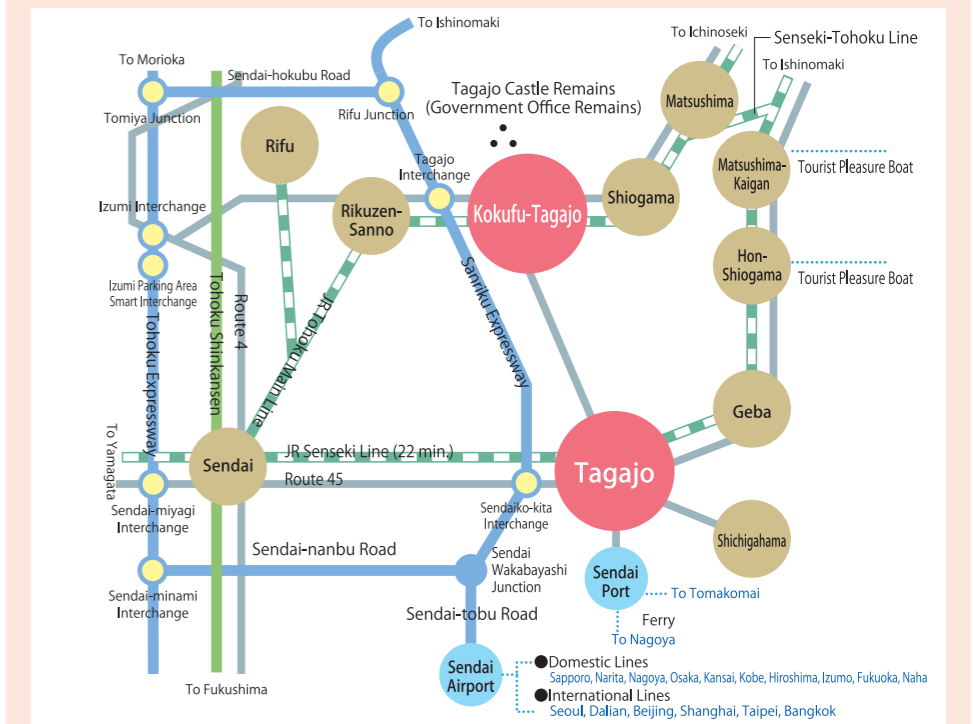 To Ishinomaki
To Ichinoseki
Senseki-Tohoku Line
To Morioka
To Ishinomaki
Sendai-hokubu Road
Tagajo Castle Remains
(Government Office Remains)
Matsushima
Tomiya Junction
Rifu Junction
Rifu
Tagajo
Interchange
Matsushima-
Kaigan
Tourist Pleasure Boat
Izumi Interchange
Rikuzen-
Sanno
Kokufu-Tagajo
Shiogama
Hon-
Shiogama
Tourist Pleasure Boat
Izumi Parking Area
Smart Interchange
Tohoku Expressway
Tohoku Shinkansen
Route 4
JR Tohoku Main Line
Sanriku Expressway
Geba
To Yamagata
Sendai
JR Senseki Line (22 min.)
Route 45
Tagajo
Sendai-miyagi
Interchange
Sendaiko-kita
Interchange
Shichigahama
Sendai-nanbu Road
Sendai
Wakabayashi
Junction
Sendai
Port
To Tomakomai
Sendai-minami
Interchange
Sendai-tobu Road
Ferry
To Nagoya
To Fukushima
Sendai
Airport
●Domestic Lines
Sapporo, Narita, Nagoya, Osaka, Kansai, Kobe, Hiroshima, Izumo, Fukuoka, Naha
●International Lines
Seoul, Dalian, Beijing, Shanghai, Taipei, Bangkok